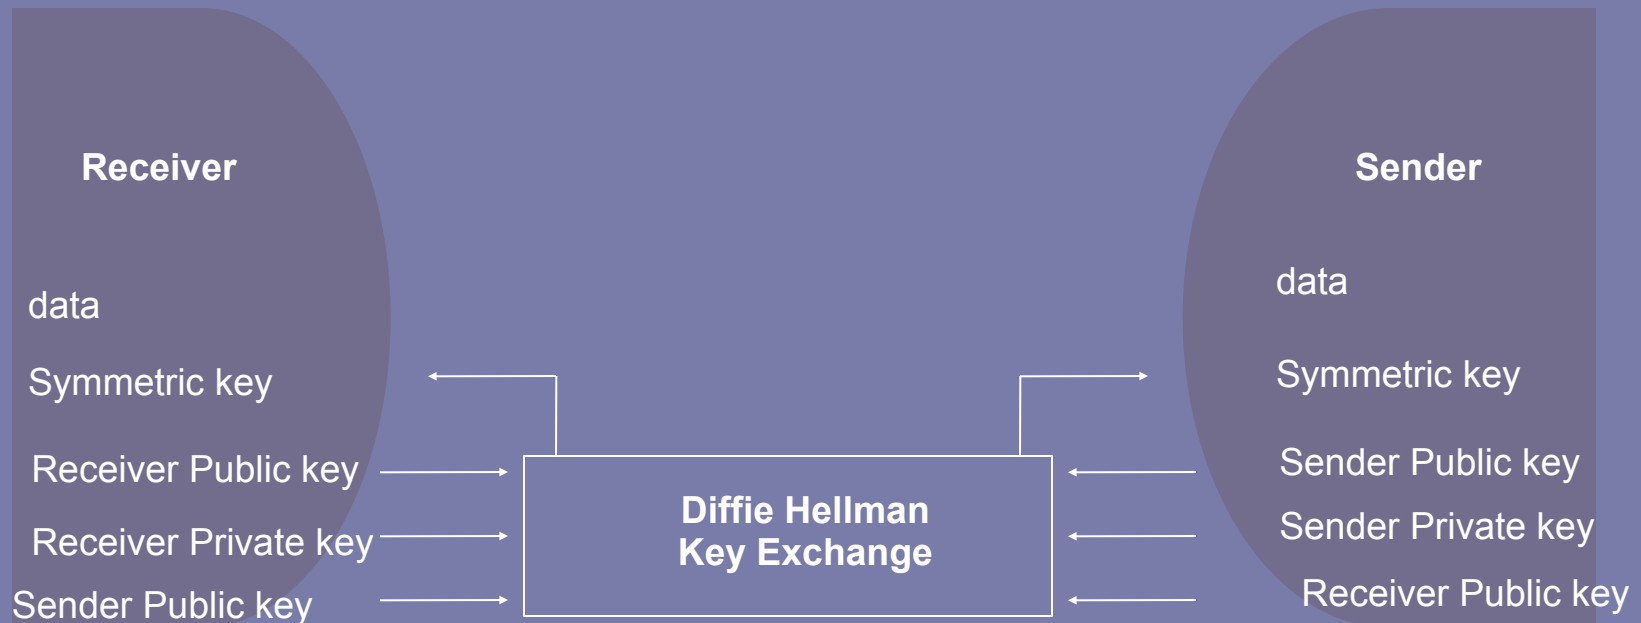 Receiver
data
Symmetric key
Receiver Public key
Receiver Private key
Sender Public key
Diffie Hellman
Key Exchange
Sender
data
Symmetric key
Sender Public key
Sender Private key
Receiver Public key